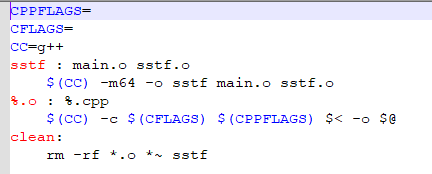 CPPFLAGS=
CFLAGS=
CC=g++
sstf : main.o sstf.o
    $(CC) -m64 -o sstf main.o sstf.o
%.o : %.cpp
    $(CC) -c $(CFLAGS) $(CPPFLAGS) $< -o $@
clean:
    rm -rf *.o *~ sstf